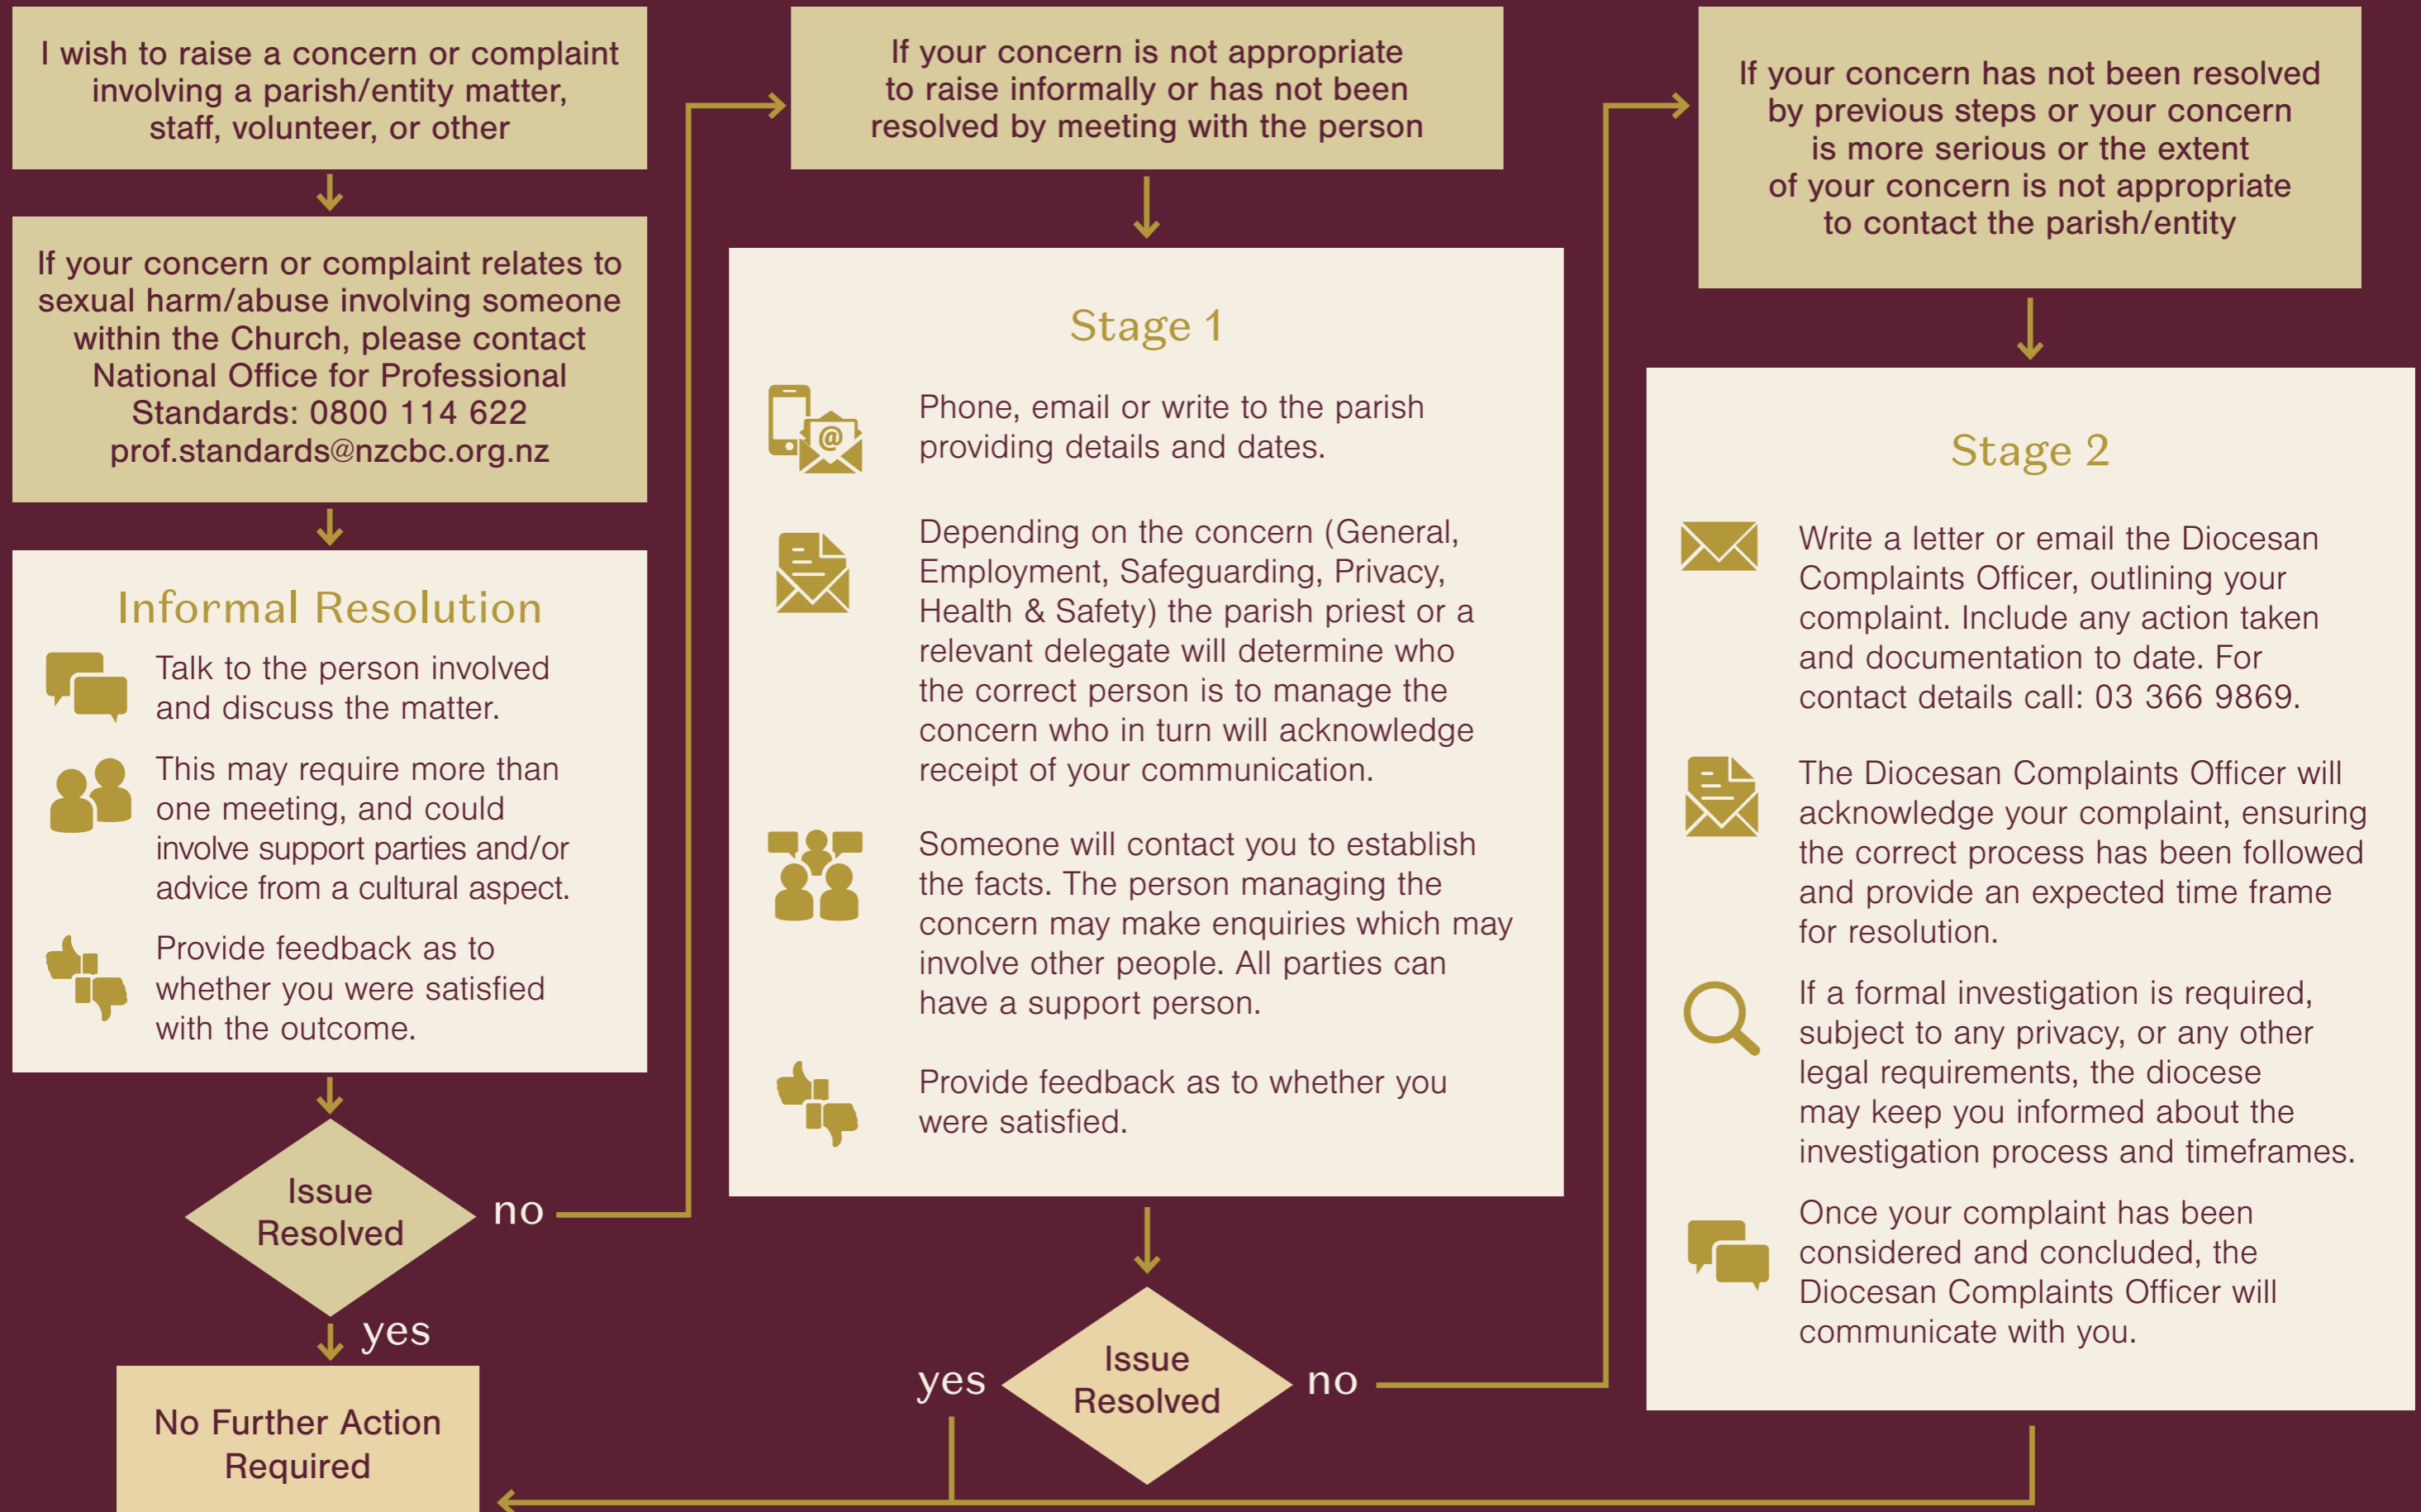 I wish to raise a concern or complaint
involving a parish/entity matter,
staff, volunteer, or other
If your concern or complaint relates to
sexual harm/abuse involving someone
within the Church, please contact
National Office for Professional
Standards: 0800 114 622
prof.standards@nzcbc.org.nz
Informal Resolution
Talk to the person involved
and discuss the matter.
This may require more than
one meeting, and could
involve support parties and/or
advice from a cultural aspect.
Provide feedback as to
whether you were satisfied
with the outcome.
Issue
Resolved
no
yes
No Further Action
Required
If your concern is not appropriate
to raise informally or has not been
resolved by meeting with the person
Stage 1
@
Phone, email or write to the parish
providing details and dates.
Depending on the concern (General,
Employment, Safeguarding, Privacy,
Health & Safety) the parish priest or a
relevant delegate will determine who
the correct person is to manage the
concern who in turn will acknowledge
receipt of your communication.
Someone will contact you to establish
the facts. The person managing the
concern may make enquiries which may
involve other people. All parties can
have a support person.
Provide feedback as to whether you
were satisfied.
yes
Issue
Resolved
no
If your concern has not been resolved
by previous steps or your concern
is more serious or the extent
of your concern is not appropriate
to contact the parish/entity
Stage 2
Write a letter or email the Diocesan
Complaints Officer, outlining your
complaint. Include any action taken
and documentation to date. For
contact details call: 03 366 9869.
The Diocesan Complaints Officer will
acknowledge your complaint, ensuring
the correct process has been followed
and provide an expected time frame
for resolution.
If a formal investigation is required,
subject to any privacy, or any other
legal requirements, the diocese
may keep you informed about the
investigation process and timeframes.
Once your complaint has been
considered and concluded, the
Diocesan Complaints Officer will
communicate with you.